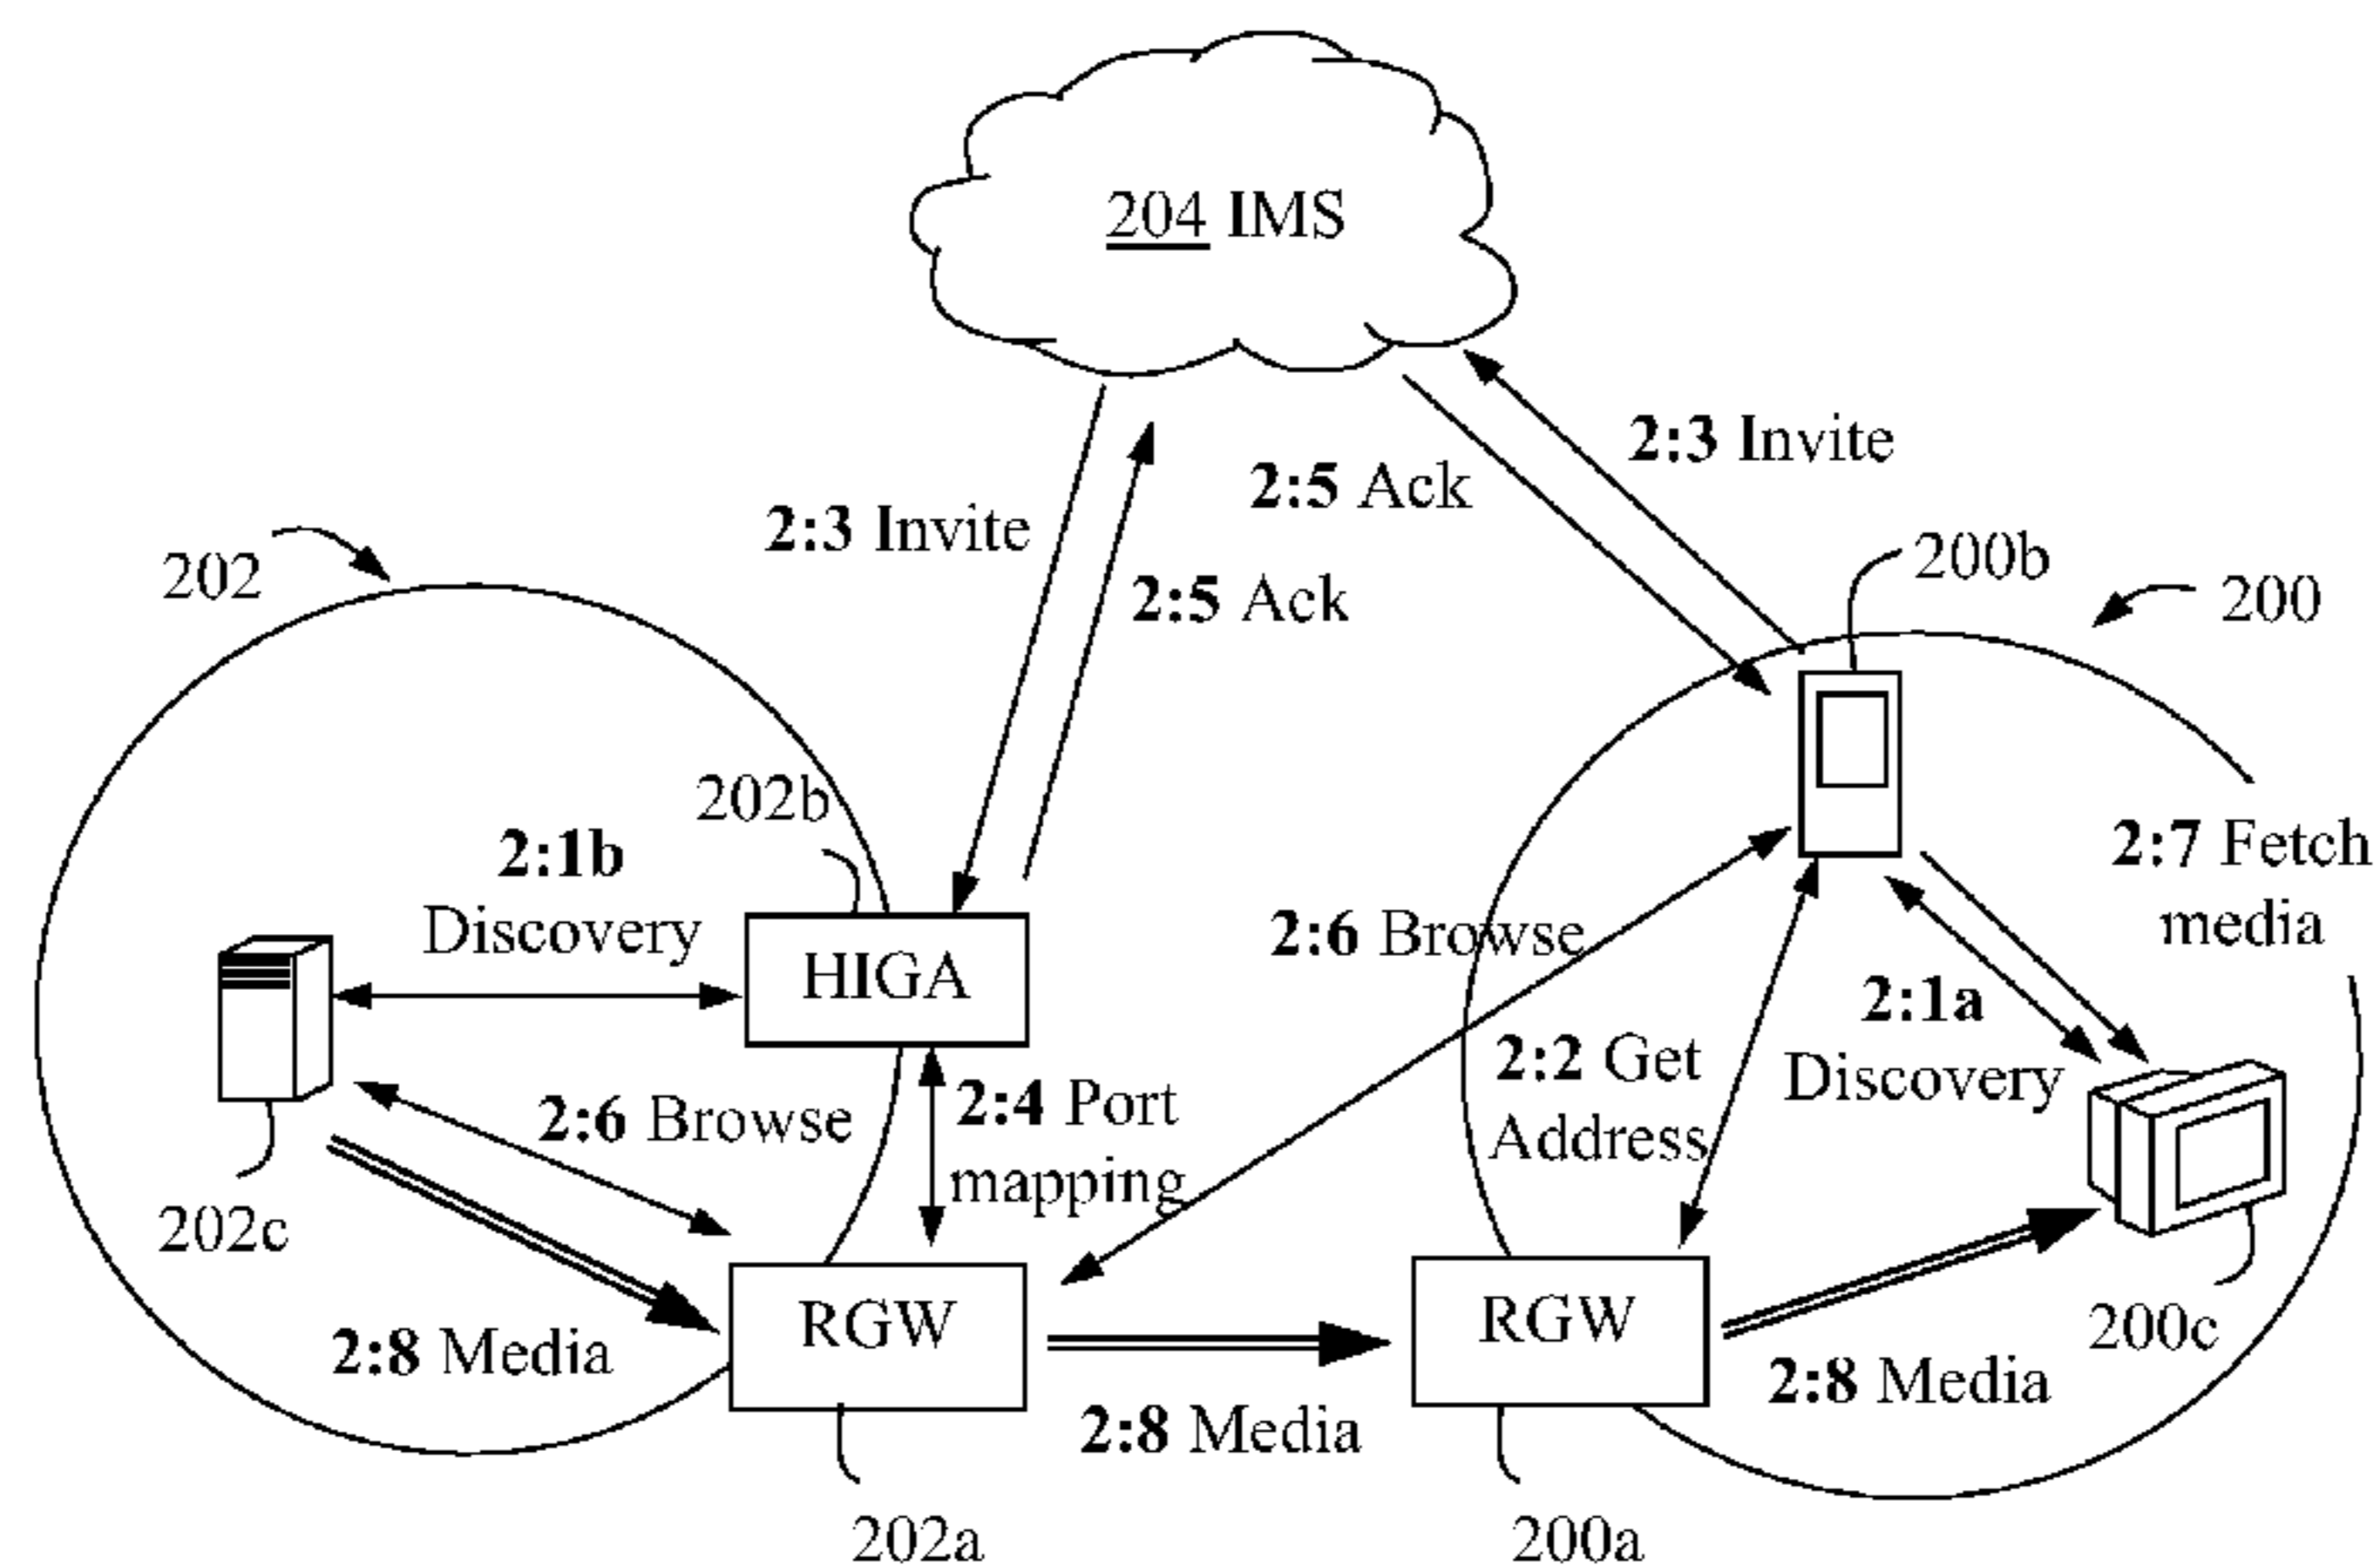 204 IMS
2:3 Invite
2:5 Ack
2:3 Invite
2:5 Ack
202
200b
200
202b
2:1b
Discovery
HIGA
2:7 Fetch
media
2:6 Browse
2:1a
Discovery
2:2 Get
Address
2:4 Port
mapping
2:6 Browse
202c
RGW
RGW
200c
2:8 Media
2:8 Media
2:8 Media
202a
200a